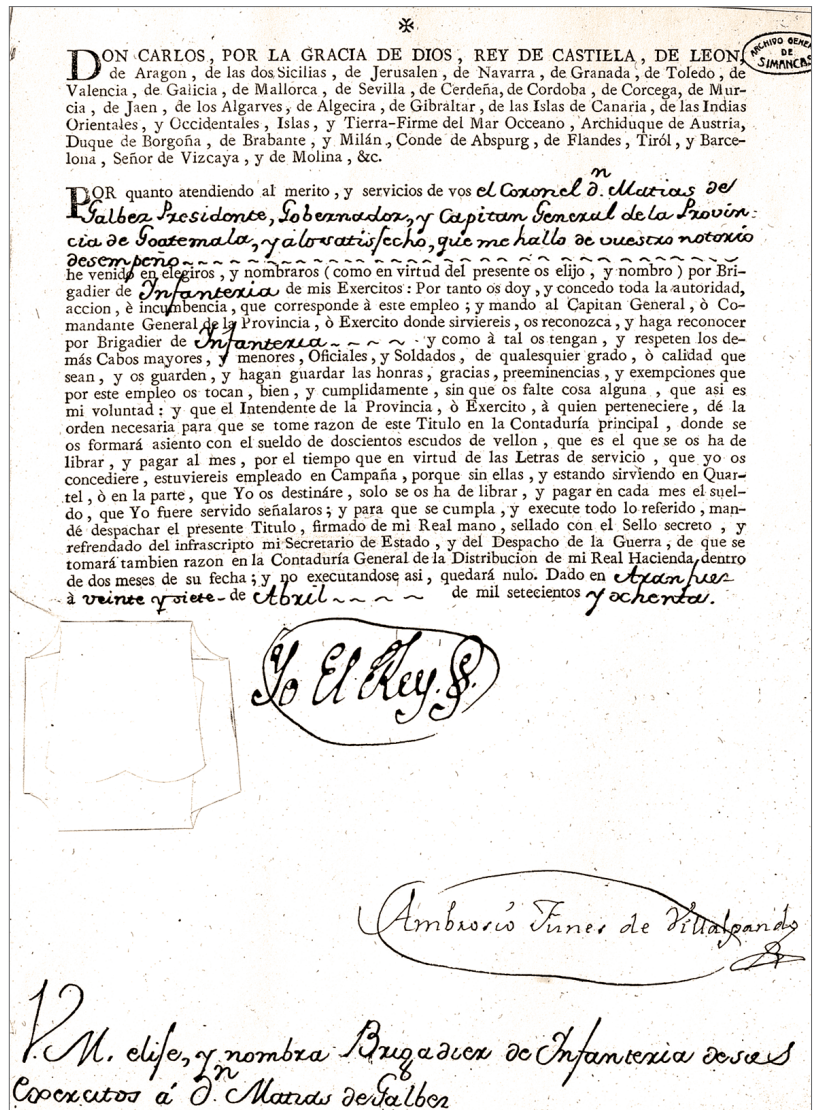 ✠
ARCHIVO GENE
DE
SIMANCAS
DON CARLOS, POR LA GRACIA DE DIOS, REY DE CASTILLA, DE LEON,
de Aragon, de las dos Sicilias, de Jerusalen, de Navarra, de Granada, de Toledo, de
Valencia, de Galicia, de Mallorca, de Sevilla, de Cerdeña, de Cordoba, de Corcega, de Mur-
cia, de Jaen, de los Algarves, de Algecira, de Gibraltar, de las Islas de Canaria, de las Indias
Orientales, y Occidentales, Islas, y Tierra-Firme del Mar Occeano, Archiduque de Austria,
Duque de Borgoña, de Brabante, y Milán, Conde de Abspurg, de Flandes, Tiról, y Barce-
lona, Señor de Vizcaya, y de Molina, &c.
POR quanto atendiendo al merito, y servicios de vos el Coronel d.n Matias de
Galbez Presidente, Gobernador, y Capitan General de la Provin-
cia de Goatemala, y a lo satisfecho, que me hallo de vuestro notorio
desempeño
he venido en elegiros, y nombraros (como en virtud del presente os elijo, y nombro) por Bri-
gadier de Infanteria de mis Exercitos: Por tanto os doy, y concedo toda la autoridad,
accion, è incumbencia, que corresponde à este empleo; y mando al Capitan General, ò Co-
mandante General de la Provincia, ò Exercito donde sirviereis, os reconozca, y haga reconocer
por Brigadier de Infanteria y como à tal os tengan, y respeten los de-
más Cabos mayores, y menores, Oficiales, y Soldados, de qualesquier grado, ò calidad que
sean, y os guarden, y hagan guardar las honras, gracias, preeminencias, y exempciones que
por este empleo os tocan, bien, y cumplidamente, sin que os falte cosa alguna, que asi es
mi voluntad: y que el Intendente de la Provincia, ò Exercito, à quien perteneciere, dé la
orden necesaria para que se tome razon de este Titulo en la Contaduría principal, donde se
os formará asiento con el sueldo de doscientos escudos de vellon, que es el que se os ha de
librar, y pagar al mes, por el tiempo que en virtud de las Letras de servicio, que yo os
concediere, estuviereis empleado en Campaña, porque sin ellas, y estando sirviendo en Quar-
tel, ò en la parte, que Yo os destináre, solo se os ha de librar, y pagar en cada mes el suel-
do, que Yo fuere servido señalaros; y para que se cumpla, y execute todo lo referido, man-
dé despachar el presente Titulo, firmado de mi Real mano, sellado con el Sello secreto, y
refrendado del infrascripto mi Secretario de Estado, y del Despacho de la Guerra, de que se
tomará tambien razon en la Contaduría General de la Distribucion de mi Real Hacienda dentro
de dos meses de su fecha; y no executandose asi, quedará nulo. Dado en Aranjuez
à veinte y siete de Abril de mil setecientos y ochenta.
Yo El Rey.
Ambrosio Funes de Villalpando
V. M. elije, y nombra Brigadier de Infanteria de sus
Exercitos á D.n Matias de Galbez